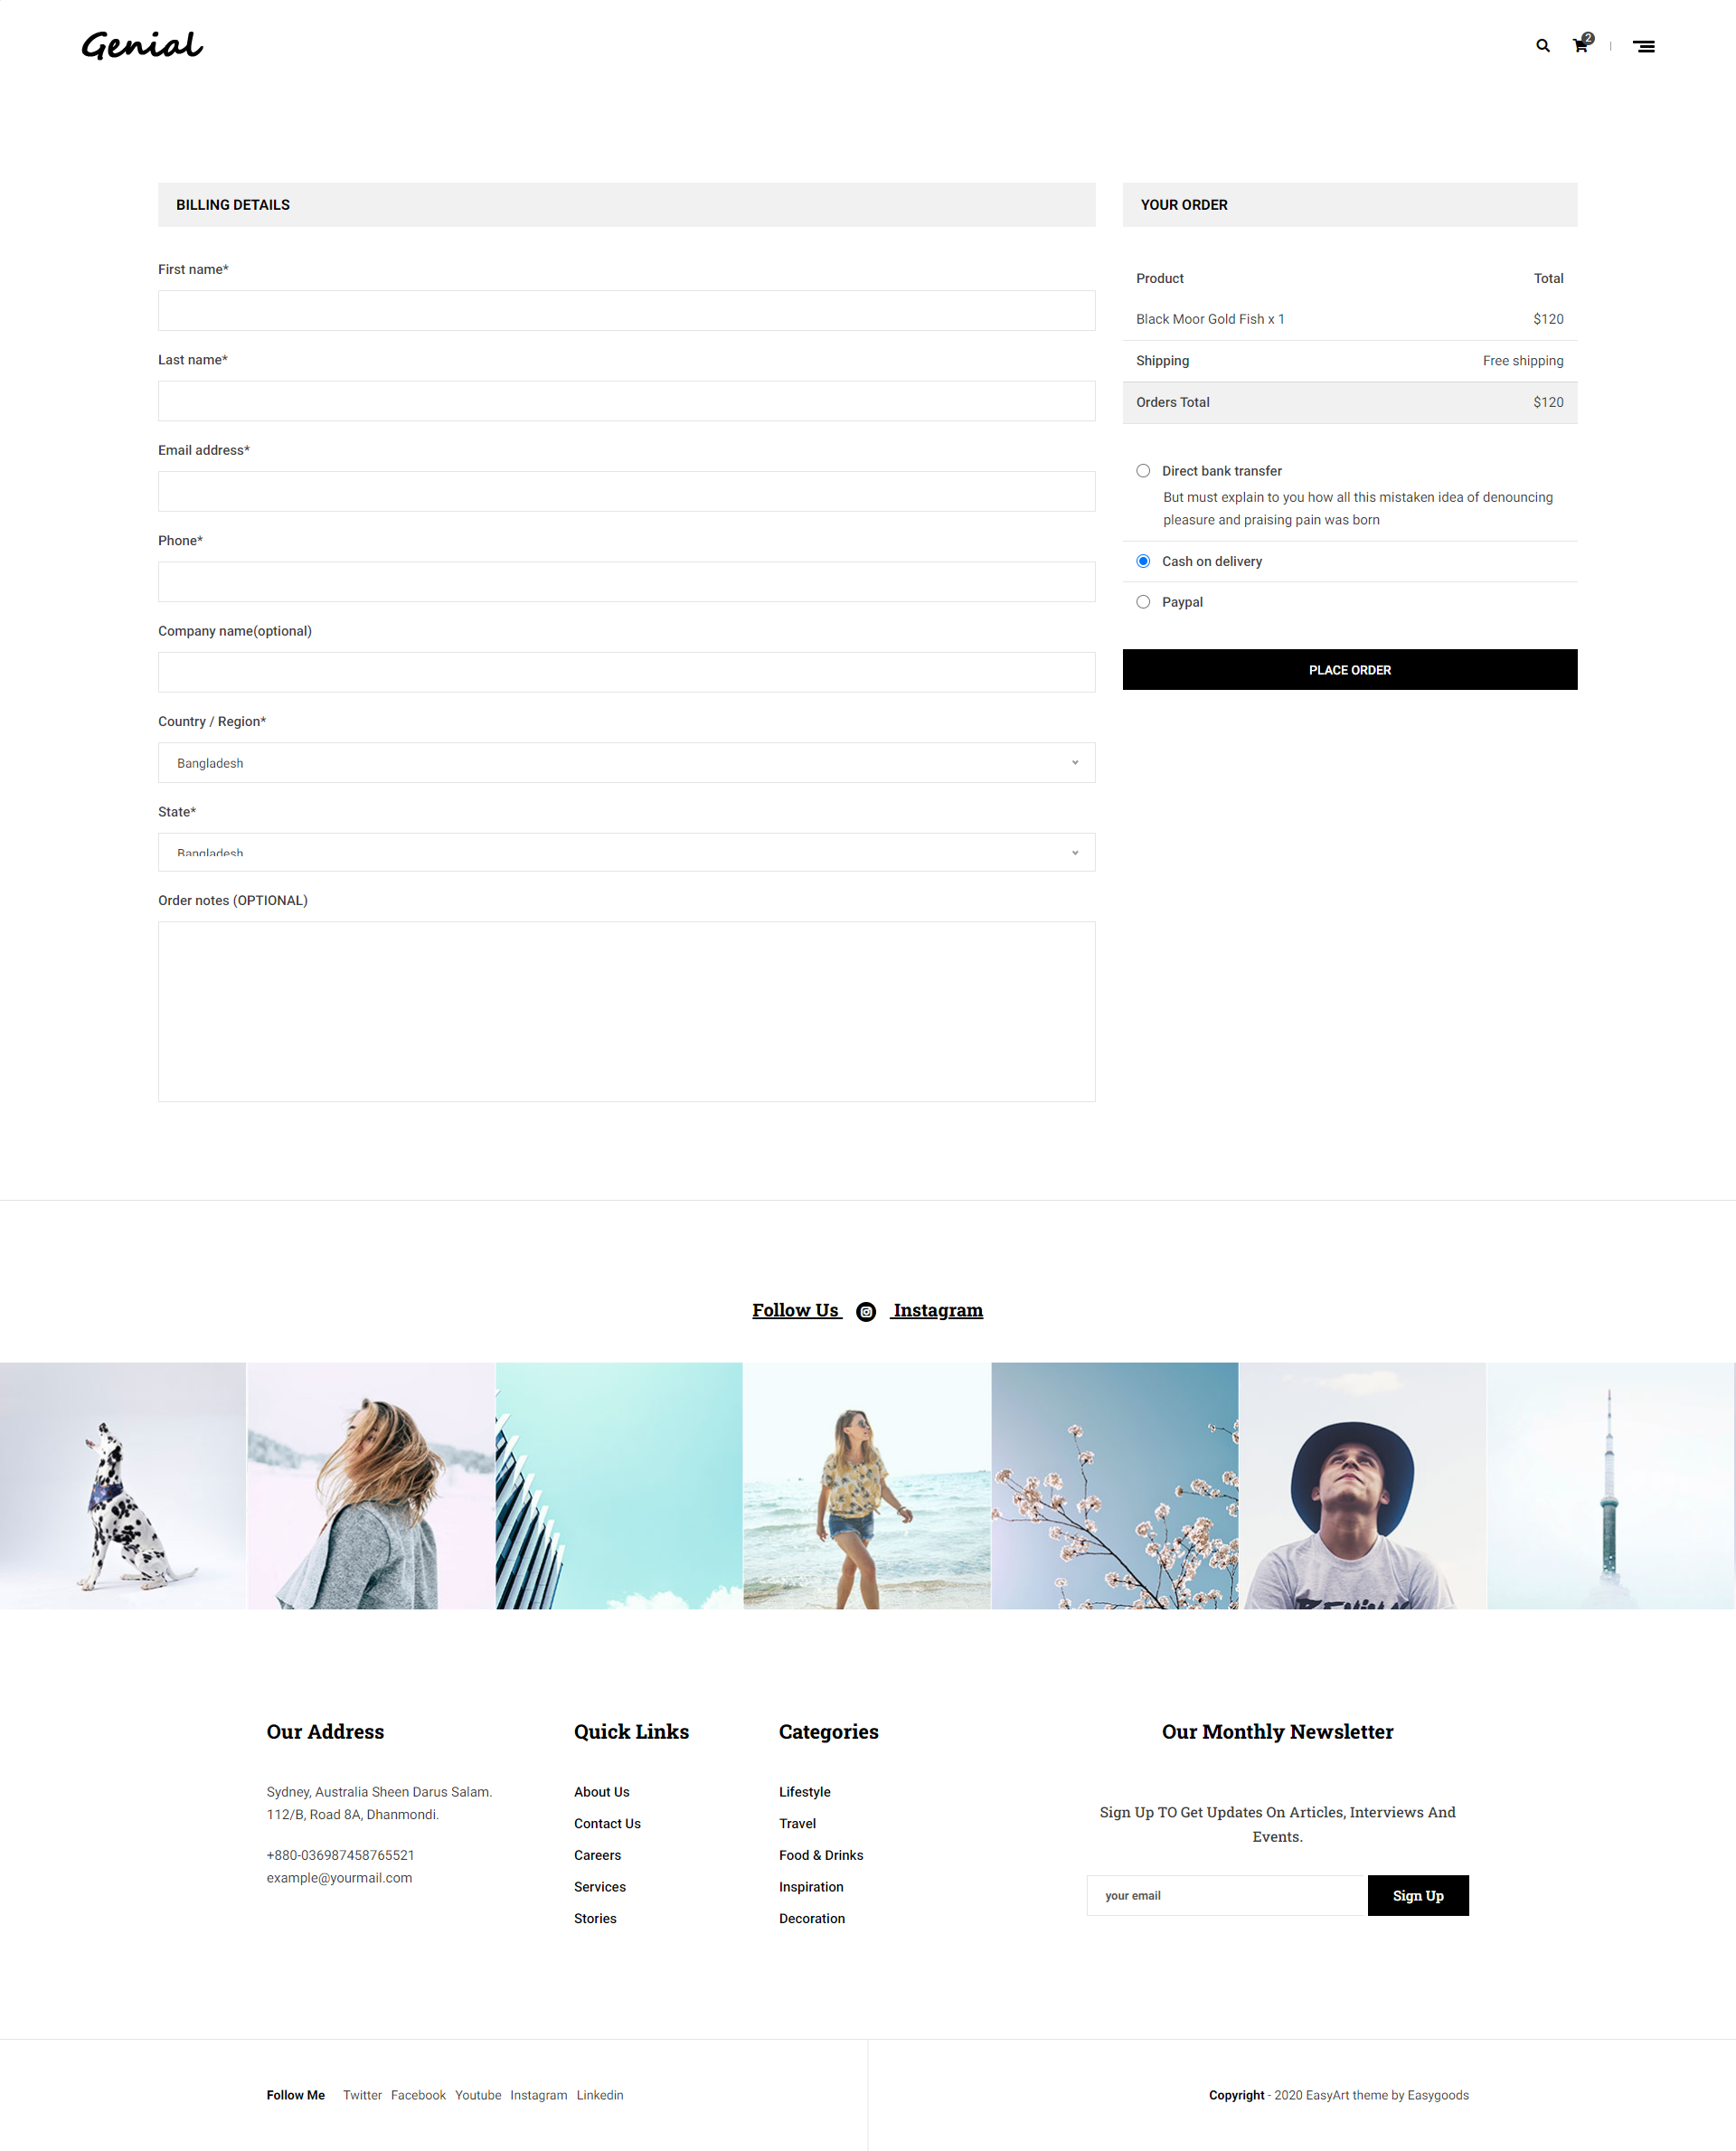 Genial
2
BILLING DETAILS
First name*
Last name*
Email address*
Phone*
Company name(optional)
Country / Region*
Bangladesh
State*
Bangladesh
Order notes (OPTIONAL)
YOUR ORDER
Product Total
Black Moor Gold Fish x 1 $120
Shipping Free shipping
Orders Total $120
Direct bank transfer
But must explain to you how all this mistaken idea of denouncing
pleasure and praising pain was born
Cash on delivery
Paypal
PLACE ORDER
Follow Us Instagram
Our Address
Sydney, Australia Sheen Darus Salam.
112/B, Road 8A, Dhanmondi.
+880-036987458765521
example@yourmail.com
Quick Links
About Us
Contact Us
Careers
Services
Stories
Categories
Lifestyle
Travel
Food & Drinks
Inspiration
Decoration
Our Monthly Newsletter
Sign Up TO Get Updates On Articles, Interviews And
Events.
your email Sign Up
Follow Me Twitter Facebook Youtube Instagram Linkedin
Copyright - 2020 EasyArt theme by Easygoods